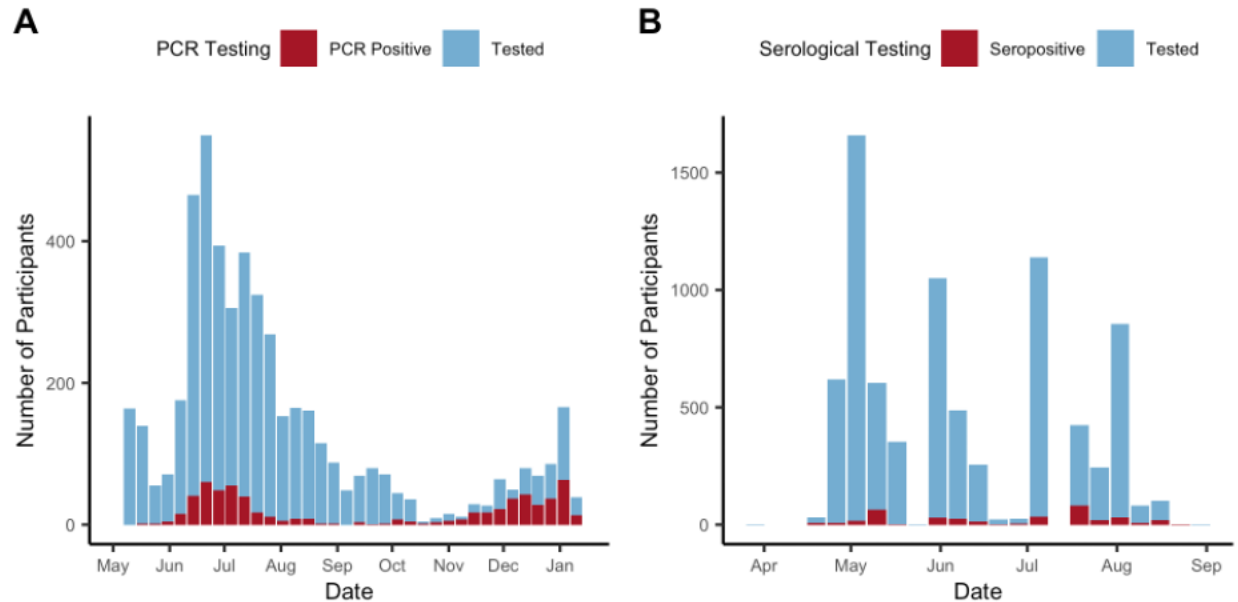 A
PCR Testing PCR Positive Tested
Number of Participants
400
200
0
May Jun Jul Aug Sep Oct Nov Dec Jan
Date
B
Serological Testing Seropositive Tested
Number of Participants
1500
1000
500
0
Apr May Jun Jul Aug Sep
Date